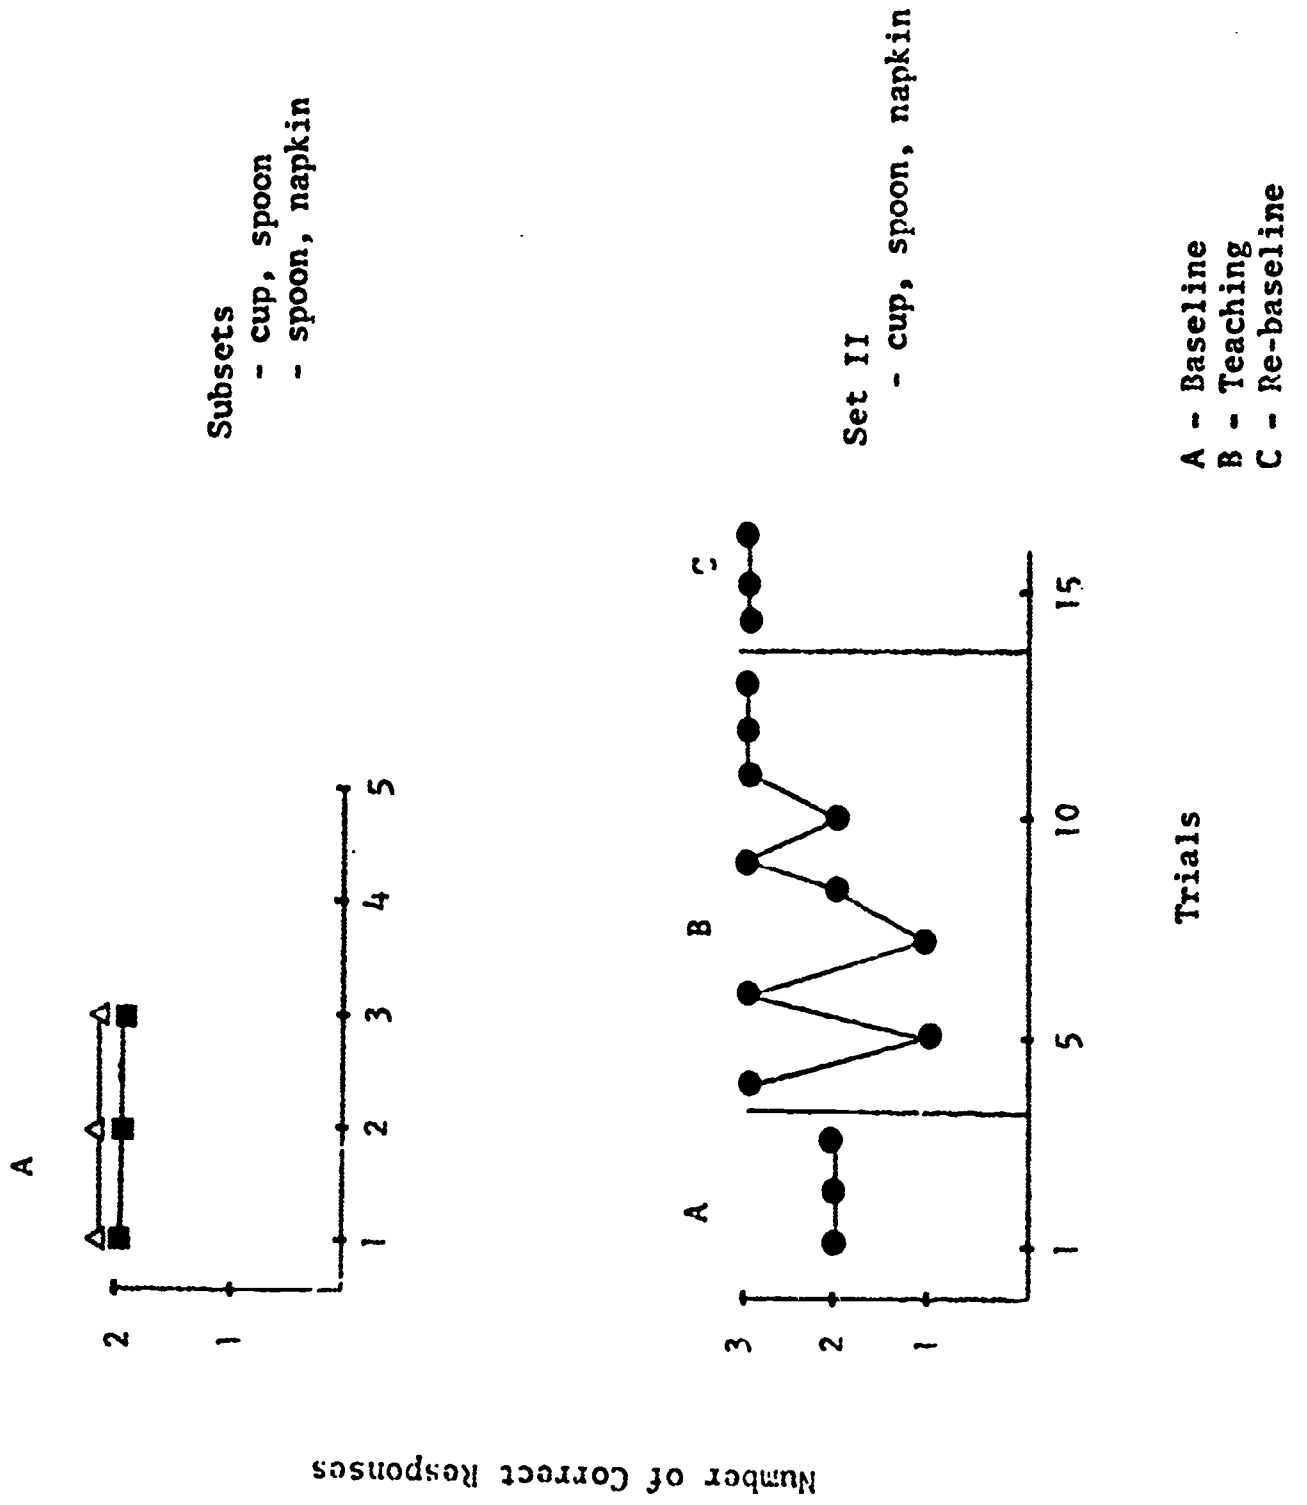 A
2
1
1 2 3 4 5
Subsets
- cup, spoon
- spoon, napkin
A B C
3
2
1
1 5 10 15
Set II
- cup, spoon, napkin
Number of Correct Responses
Trials
A - Baseline
B - Teaching
C - Re-baseline